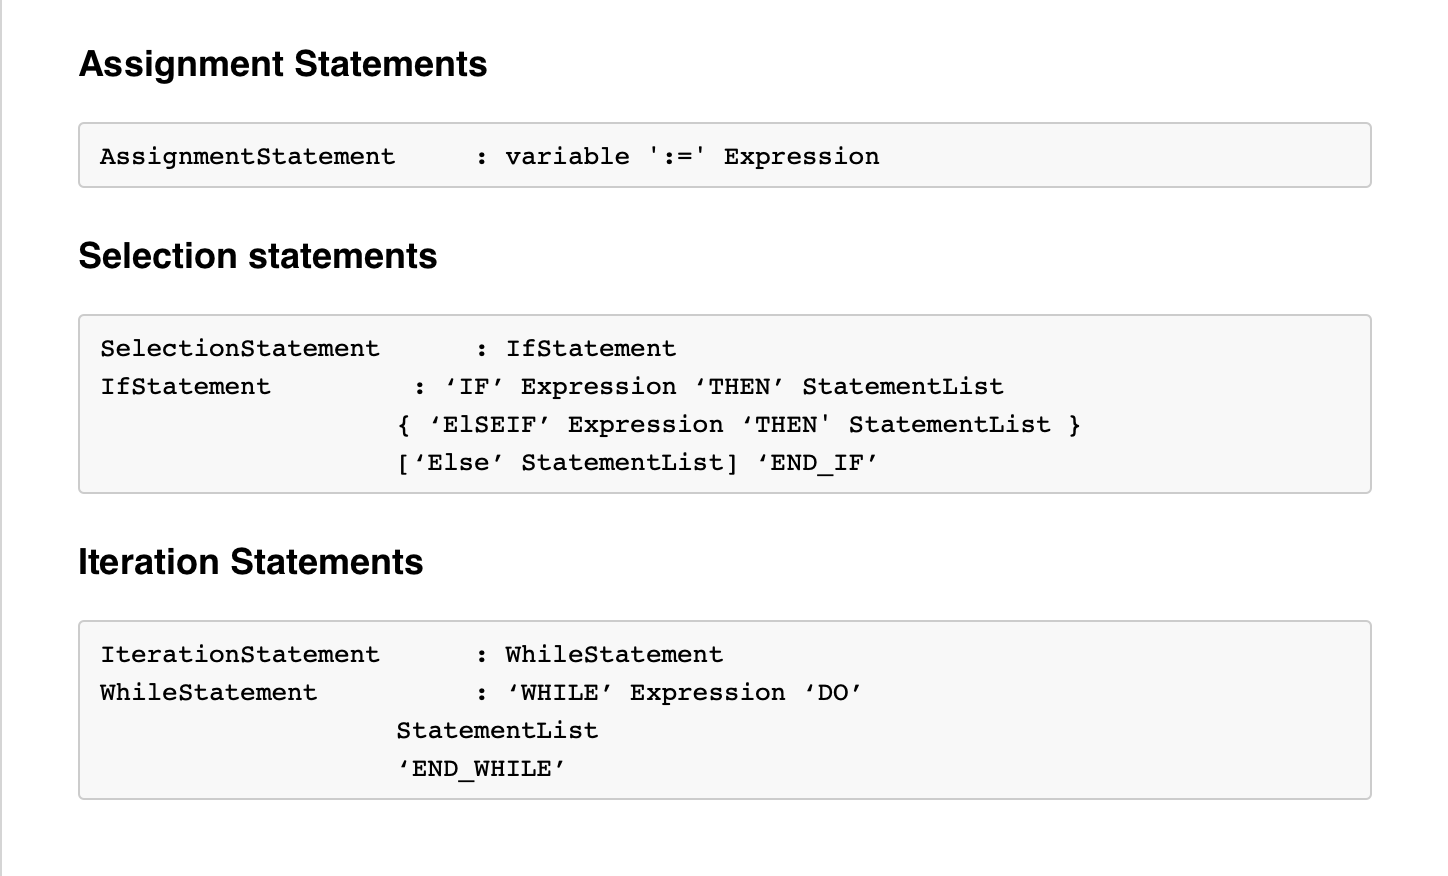 Assignment Statements
AssignmentStatement : variable ':=' Expression
Selection statements
SelectionStatement : IfStatement
IfStatement : ‘IF’ Expression ‘THEN’ StatementList
{ ‘ElSEIF’ Expression ‘THEN' StatementList }
[‘Else’ StatementList] ‘END_IF’
Iteration Statements
IterationStatement : WhileStatement
WhileStatement : ‘WHILE’ Expression ‘DO’
StatementList
‘END_WHILE’